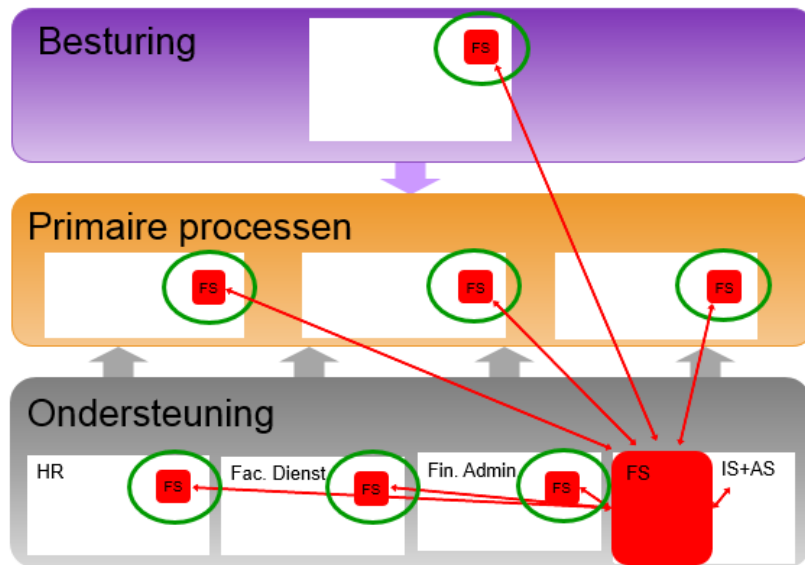 Besturing
FS
Primaire processen
FS
FS
FS
Ondersteuning
HR
FS
Fac. Dienst
FS
Fin. Admin
FS
FS
IS+AS